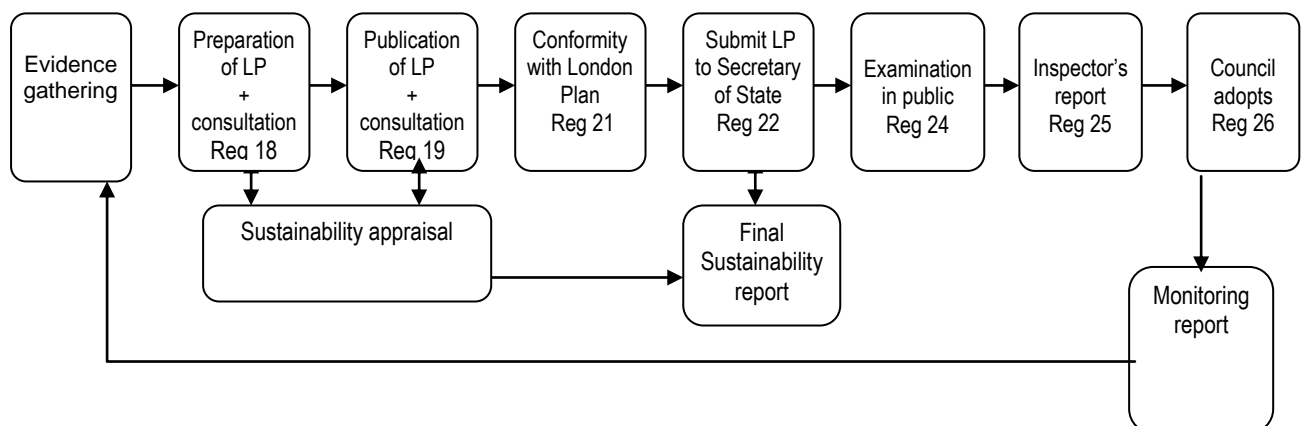 Evidence
gathering
Preparation
of LP
+
consultation
Reg 18
Publication
of LP
+
consultation
Reg 19
Conformity
with London
Plan
Reg 21
Submit LP
to Secretary
of State
Reg 22
Examination
in public
Reg 24
Inspector's
report
Reg 25
Council
adopts
Reg 26
Sustainability appraisal
Final
Sustainability
report
Monitoring
report